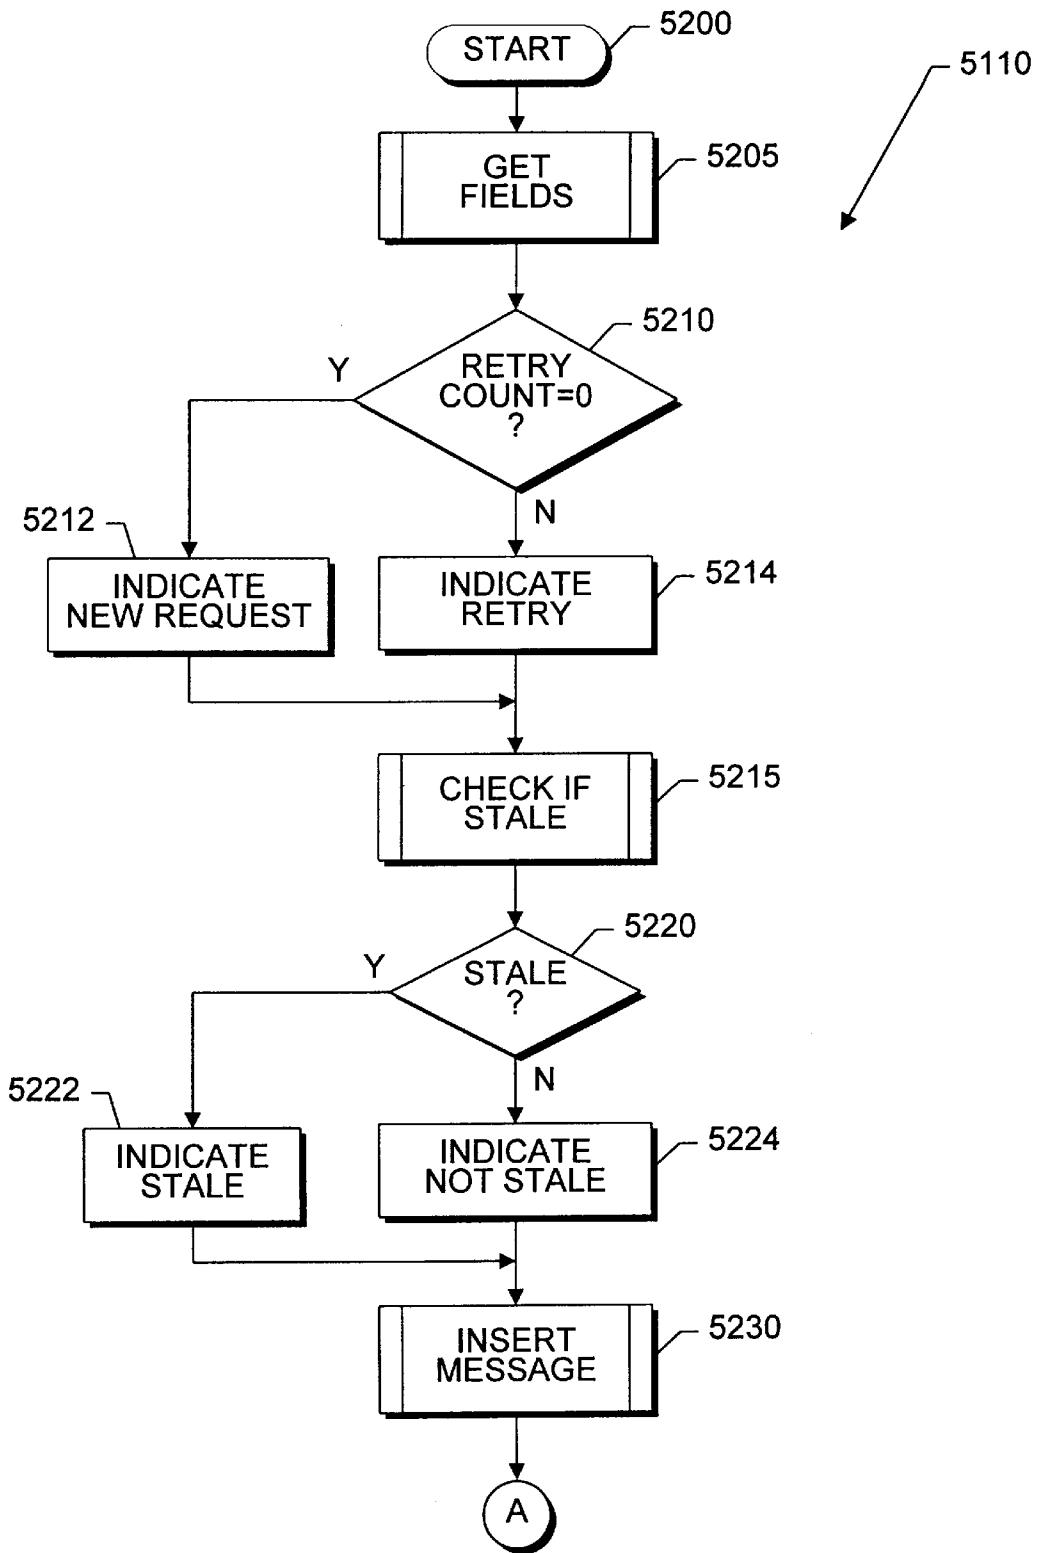 START
5200
5110
GET
FIELDS
5205
5210
Y
RETRY
COUNT=0
?
N
5212
INDICATE
NEW REQUEST
INDICATE
RETRY
5214
CHECK IF
STALE
5215
5220
Y
STALE
?
N
5222
INDICATE
STALE
INDICATE
NOT STALE
5224
INSERT
MESSAGE
5230
A